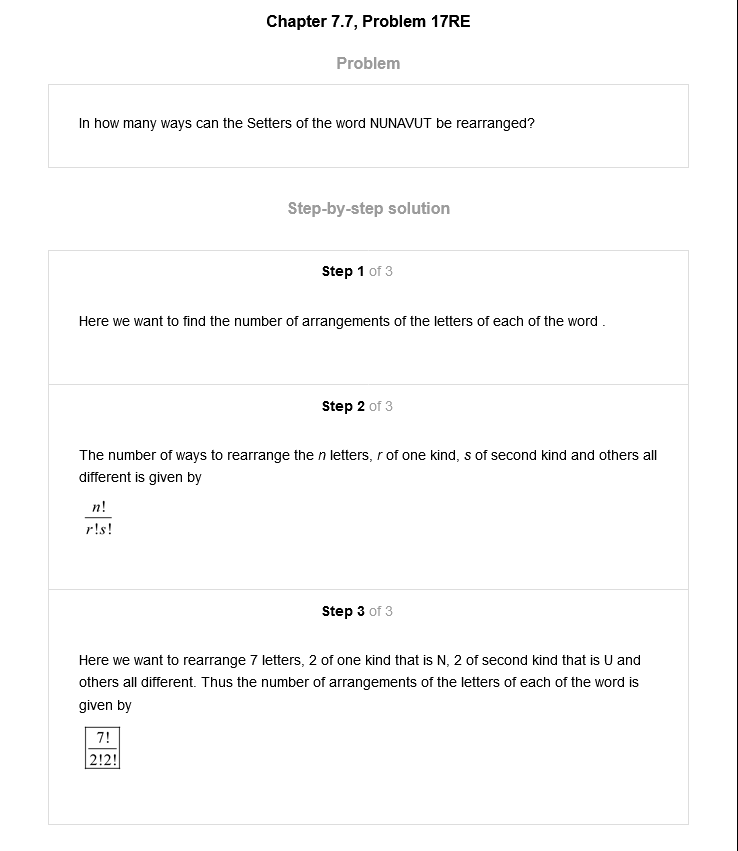 Chapter 7.7, Problem 17RE
Problem
In how many ways can the Setters of the word NUNAVUT be rearranged?
Step-by-step solution
Step 1 of 3
Here we want to find the number of arrangements of the letters of each of the word .
Step 2 of 3
The number of ways to rearrange the n letters, r of one kind, s of second kind and others all
different is given by
n!
r!s!
Step 3 of 3
Here we want to rearrange 7 letters, 2 of one kind that is N, 2 of second kind that is U and
others all different. Thus the number of arrangements of the letters of each of the word is
given by
7!
2!2!